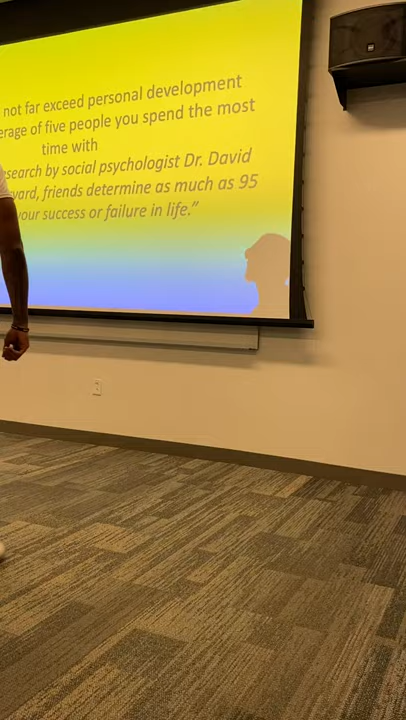 not far exceed personal development
erage of five people you spend the most
time with
search by social psychologist Dr. David
vard, friends determine as much as 95
your success or failure in life.”